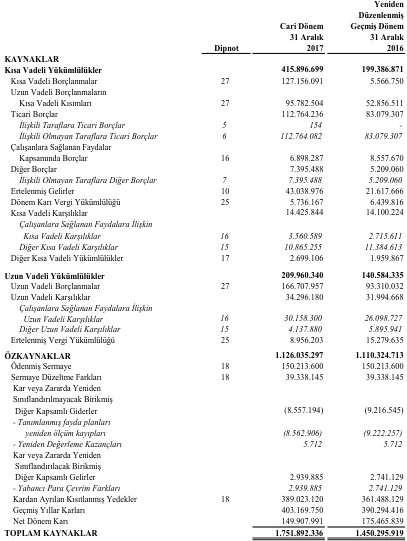 Yeniden
Düzenlenmiş
Cari Dönem Geçmiş Dönem
31 Aralık 31 Aralık
Dipnot 2017 2016
KAYNAKLAR
Kısa Vadeli Yükümlülükler 415.896.699 199.386.871
Kısa Vadeli Borçlanmalar 27 127.156.091 5.566.750
Uzun Vadeli Borçlanmaların
Kısa Vadeli Kısımları 27 95.782.504 52.856.511
Ticari Borçlar 112.764.236 83.079.307
İlişkili Taraflara Ticari Borçlar 5 154 -
İlişkili Olmayan Taraflara Ticari Borçlar 6 112.764.082 83.079.307
Çalışanlara Sağlanan Faydalar
Kapsamında Borçlar 16 6.898.287 8.557.670
Diğer Borçlar 7.395.488 5.209.060
İlişkili Olmayan Taraflara Diğer Borçlar 7 7.395.488 5.209.060
Ertelenmiş Gelirler 10 43.038.976 21.617.666
Dönem Karı Vergi Yükümlülüğü 25 5.736.167 6.439.816
Kısa Vadeli Karşılıklar 14.425.844 14.100.224
Çalışanlara Sağlanan Faydalara İlişkin
Kısa Vadeli Karşılıklar 16 3.560.589 2.715.611
Diğer Kısa Vadeli Karşılıklar 15 10.865.255 11.384.613
Diğer Kısa Vadeli Yükümlülükler 17 2.699.106 1.959.867
Uzun Vadeli Yükümlülükler 209.960.340 140.584.335
Uzun Vadeli Borçlanmalar 27 166.707.957 93.310.032
Uzun Vadeli Karşılıklar 34.296.180 31.994.668
Çalışanlara Sağlanan Faydalara İlişkin
Uzun Vadeli Karşılıklar 16 30.158.300 26.098.727
Diğer Uzun Vadeli Karşılıklar 15 4.137.880 5.895.941
Ertelenmiş Vergi Yükümlülüğü 25 8.956.203 15.279.635
ÖZKAYNAKLAR 1.126.035.297 1.110.324.713
Ödenmiş Sermaye 18 150.213.600 150.213.600
Sermaye Düzeltme Farkları 18 39.338.145 39.338.145
Kar veya Zararda Yeniden
Sınıflandırılmayacak Birikmiş
Diğer Kapsamlı Giderler (8.557.194) (9.216.545)
- Tanımlanmış fayda planları
yeniden ölçüm kayıpları (8.562.906) (9.222.257)
- Yeniden Değerleme Kazançları 5.712 5.712
Kar veya Zararda Yeniden
Sınıflandırılacak Birikmiş
Diğer Kapsamlı Gelirler 2.939.885 2.741.129
- Yabancı Para Çevrim Farkları 2.939.885 2.741.129
Kardan Ayrılan Kısıtlanmış Yedekler 18 389.023.120 361.488.129
Geçmiş Yıllar Karları 403.169.750 390.294.416
Net Dönem Karı 149.907.991 175.465.839
TOPLAM KAYNAKLAR 1.751.892.336 1.450.295.919